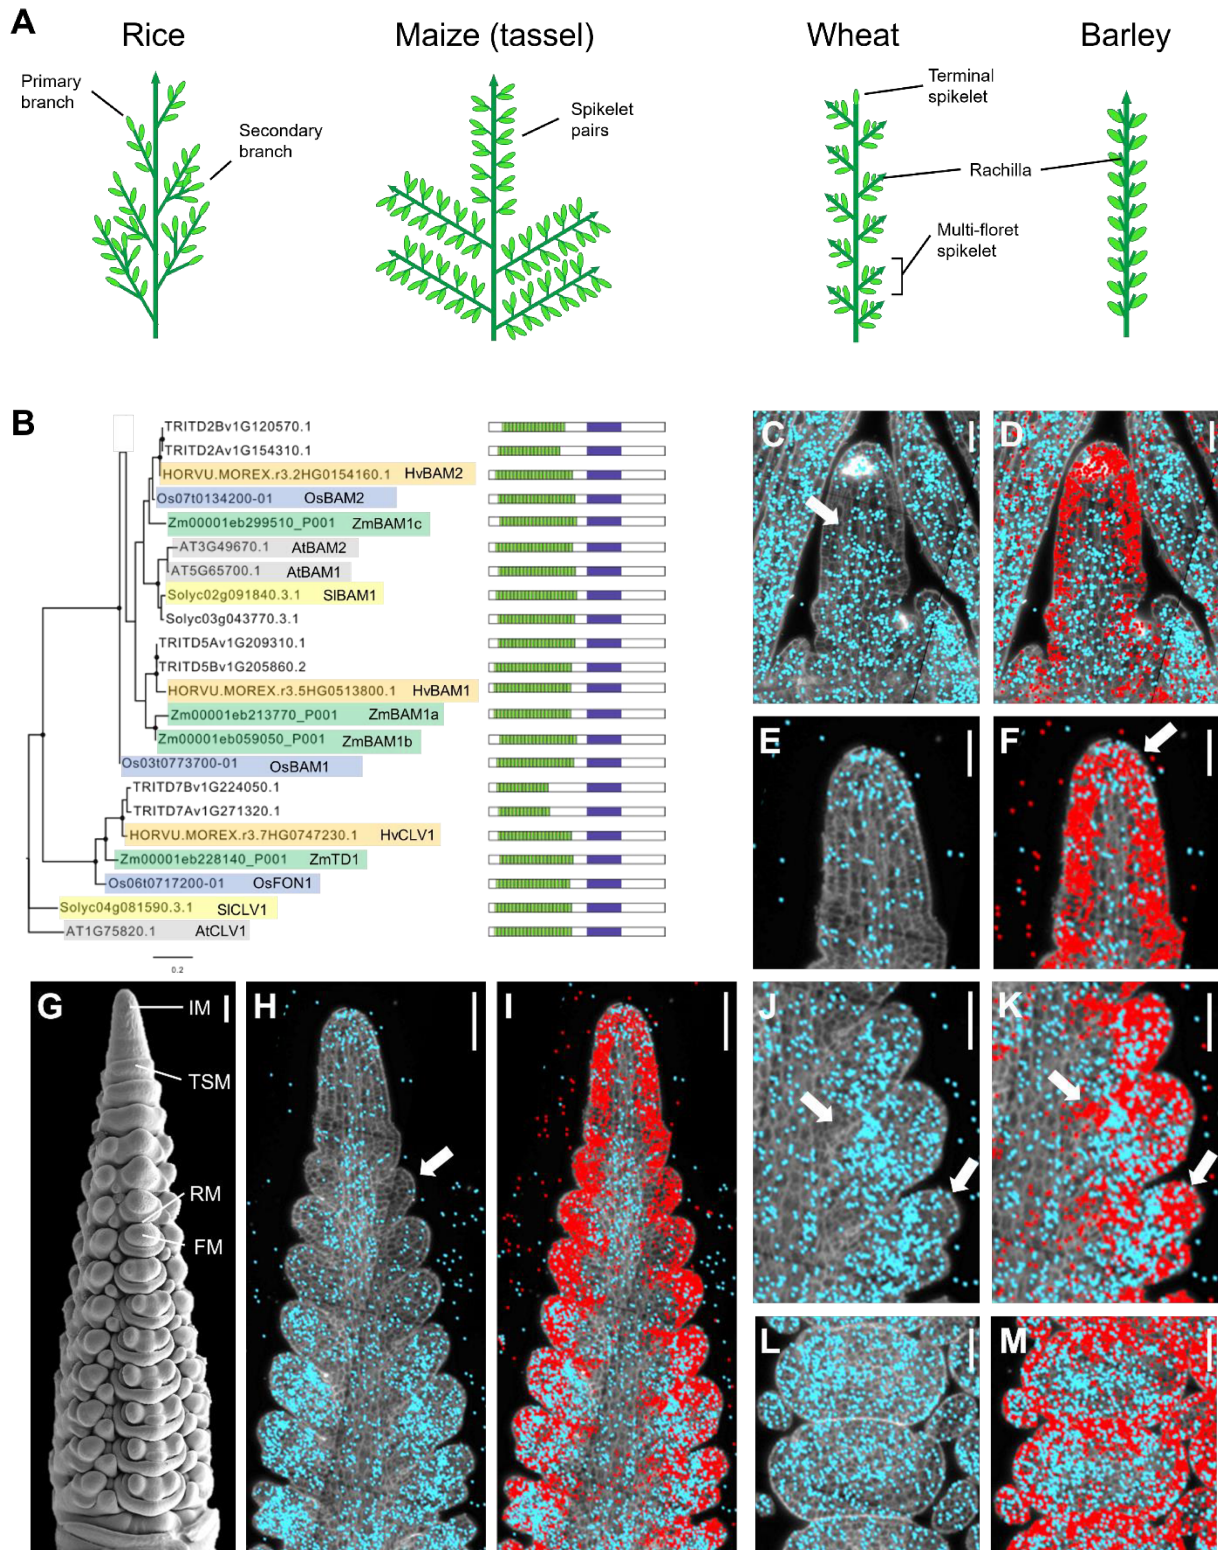 A
Rice
Maize (tassel)
Wheat
Barley
Primary
branch
Secondary
branch
Spikelet
pairs
Terminal
spikelet
Rachilla
Multi-floret
spikelet
B
TRITD2Bv1G120570.1
TRITD2Av1G154310.1
HORVU.MOREX.r3.2HG0154160.1 HvBAM2
Os07t0134200-01 OsBAM2
Zm00001eb299510_P001 ZmBAM1c
AT3G49670.1 AtBAM2
AT5G65700.1 AtBAM1
Solyc02g091840.3.1 SlBAM1
Solyc03g043770.3.1
TRITD5Av1G209310.1
TRITD5Bv1G205860.2
HORVU.MOREX.r3.5HG0513800.1 HvBAM1
Zm00001eb213770_P001 ZmBAM1a
Zm00001eb059050_P001 ZmBAM1b
Os03t0773700-01 OsBAM1
TRITD7Bv1G224050.1
TRITD7Av1G271320.1
HORVU.MOREX.r3.7HG0747230.1 HvCLV1
Zm00001eb228140_P001 ZmTD1
Os06t0717200-01 OsFON1
Solyc04g081590.3.1 SlCLV1
AT1G75820.1 AtCLV1
0.2
C
D
E
F
G
IM
TSM
RM
FM
H
I
J
K
L
M